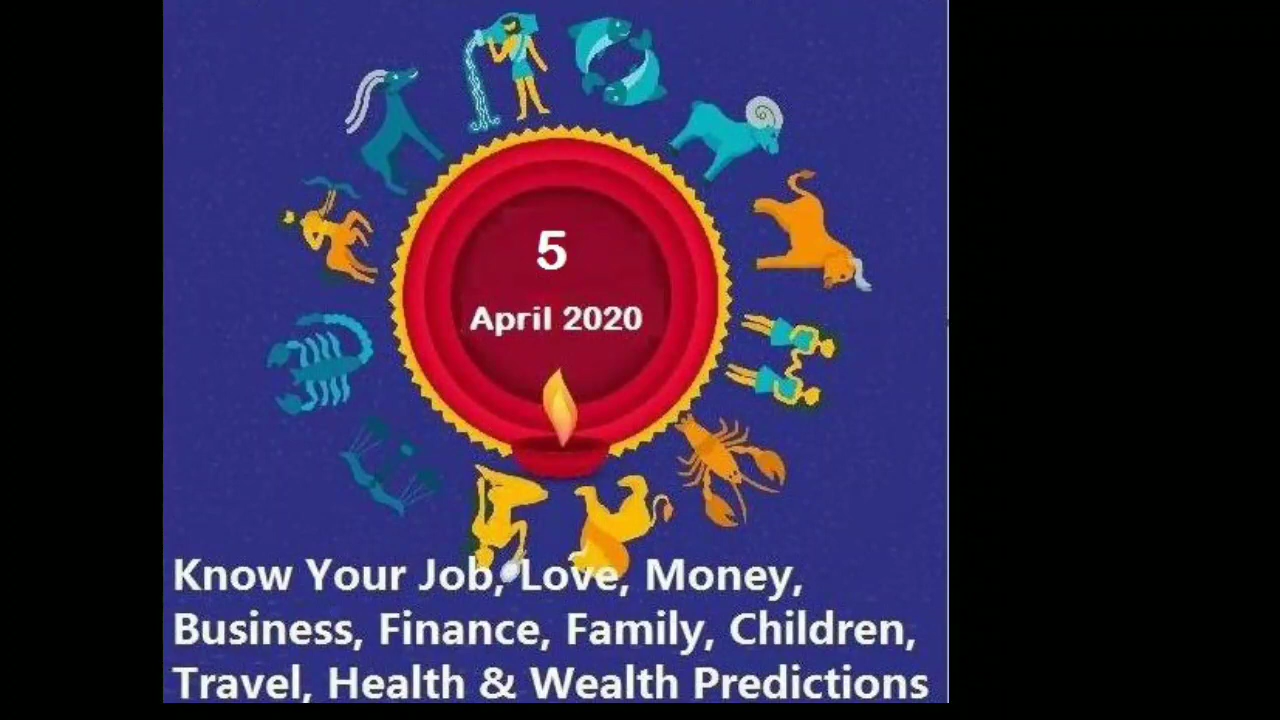 5
April 2020
Know Your Job, Love, Money,
Business, Finance, Family, Children,
Travel, Health & Wealth Predictions